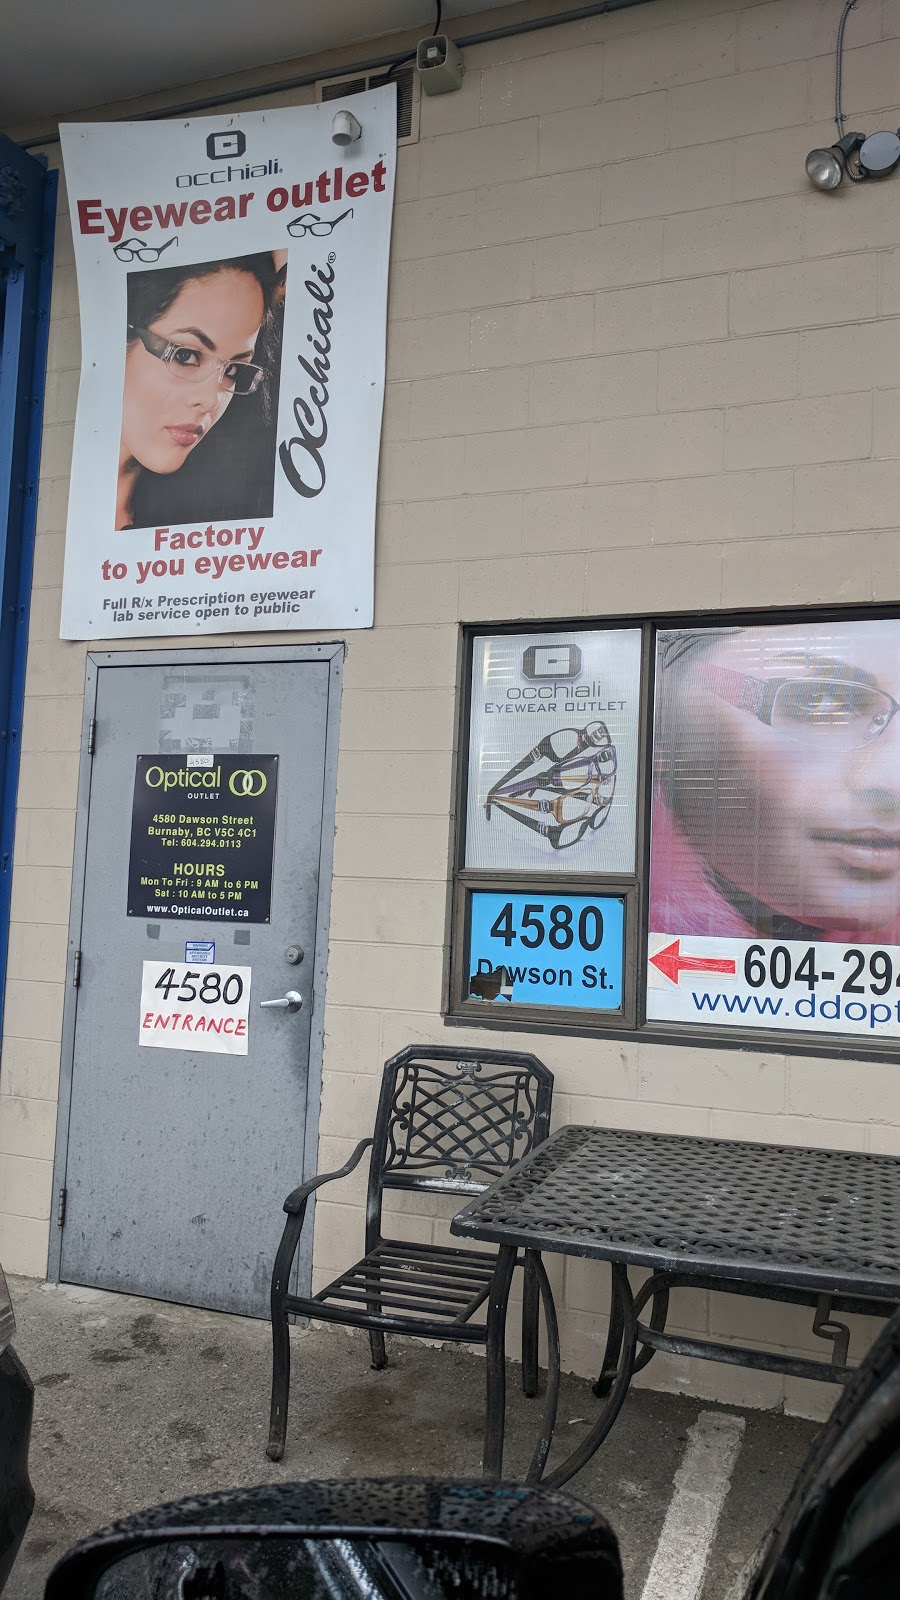 occhiali®
Eyewear outlet
Occhiali®
Factory
to you eyewear
Full R/x Prescription eyewear
lab service open to public
4580
Optical
OUTLET
4580 Dawson Street
Burnaby, BC V5C 4C1
Tel: 604.294.0113
HOURS
Mon To Fri : 9 AM to 6 PM
Sat : 10 AM to 5 PM
www.OpticalOutlet.ca
WARNING
4580
ENTRANCE
occhiali
EYEWEAR OUTLET
4580
Dawson St.
604-294
www.ddopt